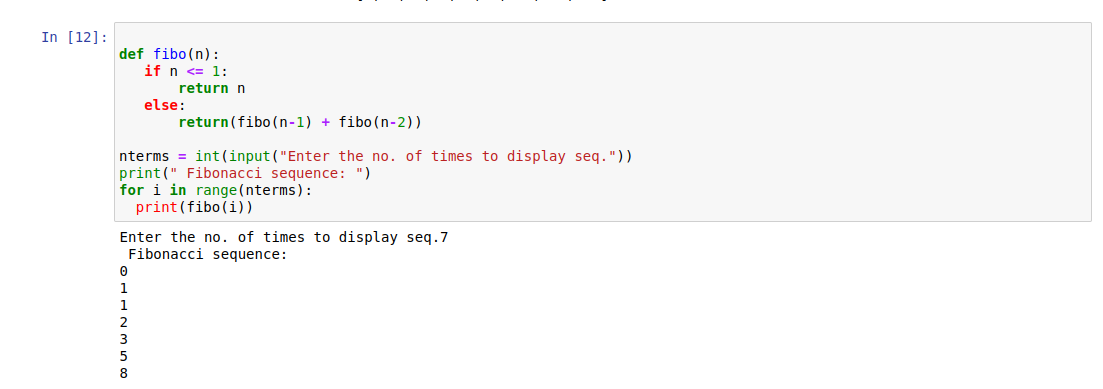 In [12]:
def fibo(n):
   if n <= 1:
       return n
   else:
       return(fibo(n-1) + fibo(n-2))
nterms = int(input("Enter the no. of times to display seq."))
print(" Fibonacci sequence: ")
for i in range(nterms):
  print(fibo(i))
Enter the no. of times to display seq.7
 Fibonacci sequence:
0
1
1
2
3
5
8